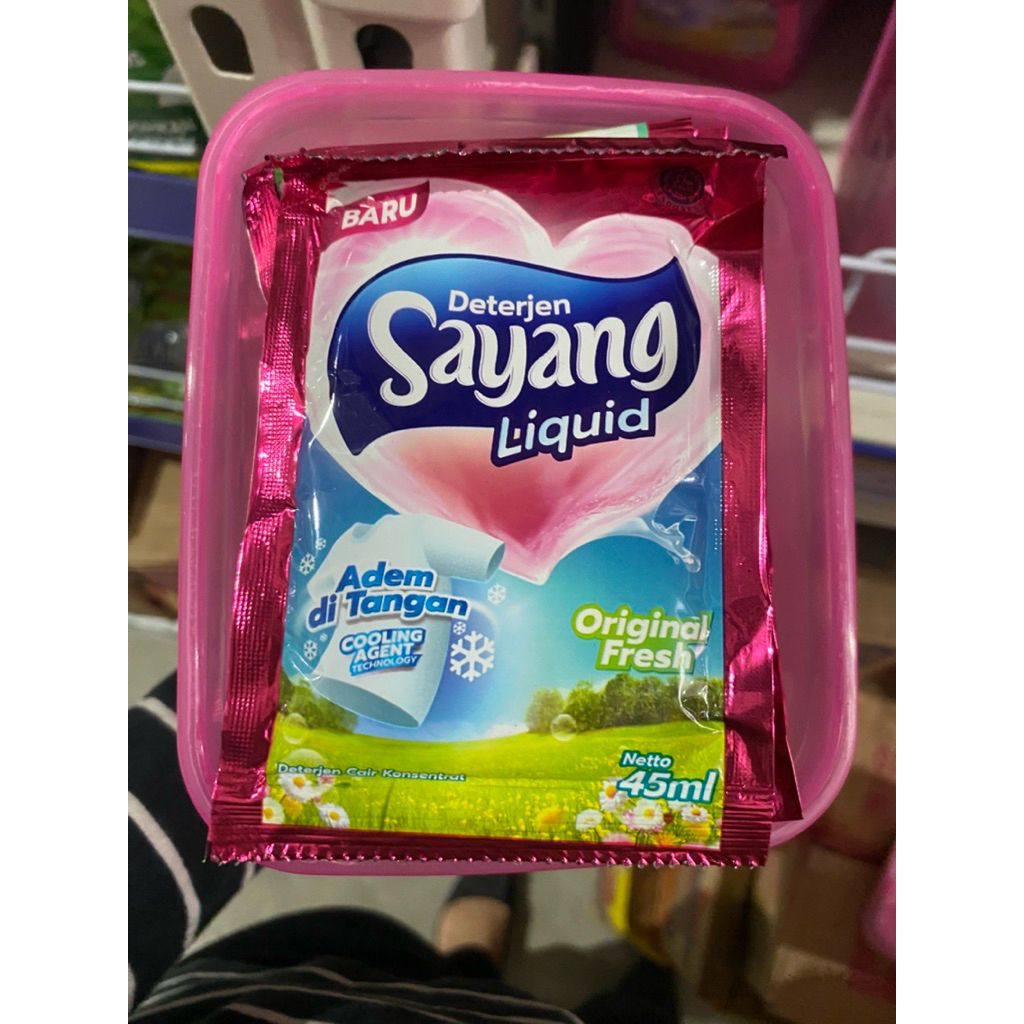 BARU
Deterjen
Sayang
Liquid
Adem
di Tangan
COOLING
AGENT
TECHNOLOGY
Original
Fresh
Deterjen Cair Konsentrat
Netto
45ml